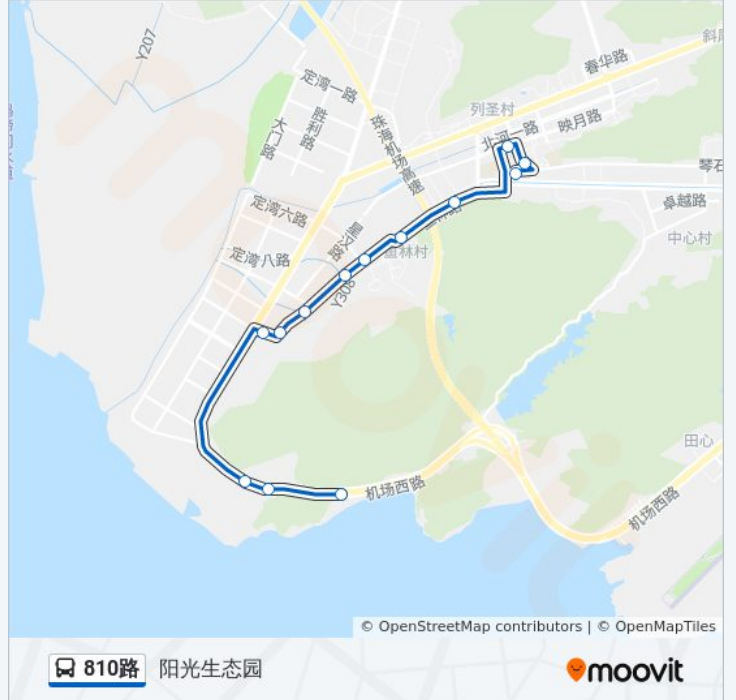 Y207
斜
春华路
定湾一路
列圣村
胜利路
大门路
珠海机场高速
映月路
北河一路
琴石
卓越路
定湾六路
中心村
星汉路
定湾八路
林村
Y308
田心
机场西路
机场西路
© OpenStreetMap contributors | © OpenMapTiles
810路 阳光生态园
moovit